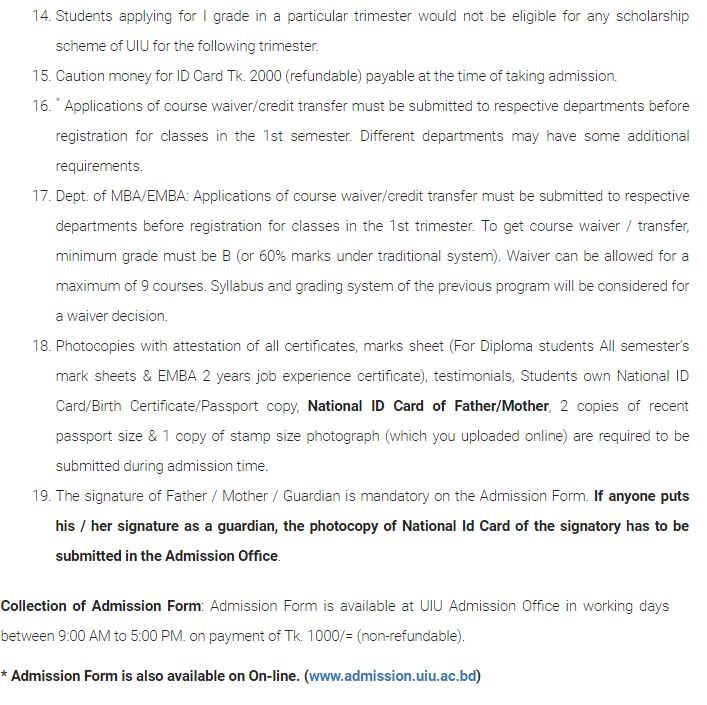 14. Students applying for I grade in a particular trimester would not be eligible for any scholarship
scheme of UIU for the following trimester.
15. Caution money for ID Card Tk. 2000 (refundable) payable at the time of taking admission.
16. * Applications of course waiver/credit transfer must be submitted to respective departments before
registration for classes in the 1st semester. Different departments may have some additional
requirements.
17. Dept. of MBA/EMBA: Applications of course waiver/credit transfer must be submitted to respective
departments before registration for classes in the 1st trimester. To get course waiver / transfer,
minimum grade must be B (or 60% marks under traditional system). Waiver can be allowed for a
maximum of 9 courses. Syllabus and grading system of the previous program will be considered for
a waiver decision.
18. Photocopies with attestation of all certificates, marks sheet (For Diploma students All semester's
mark sheets & EMBA 2 years job experience certificate), testimonials, Students own National ID
Card/Birth Certificate/Passport copy, National ID Card of Father/Mother, 2 copies of recent
passport size & 1 copy of stamp size photograph (which you uploaded online) are required to be
submitted during admission time.
19. The signature of Father / Mother / Guardian is mandatory on the Admission Form. If anyone puts
his / her signature as a guardian, the photocopy of National Id Card of the signatory has to be
submitted in the Admission Office.
Collection of Admission Form: Admission Form is available at UIU Admission Office in working days
between 9:00 AM to 5:00 PM. on payment of Tk. 1000/= (non-refundable).
* Admission Form is also available on On-line. (www.admission.uiu.ac.bd)